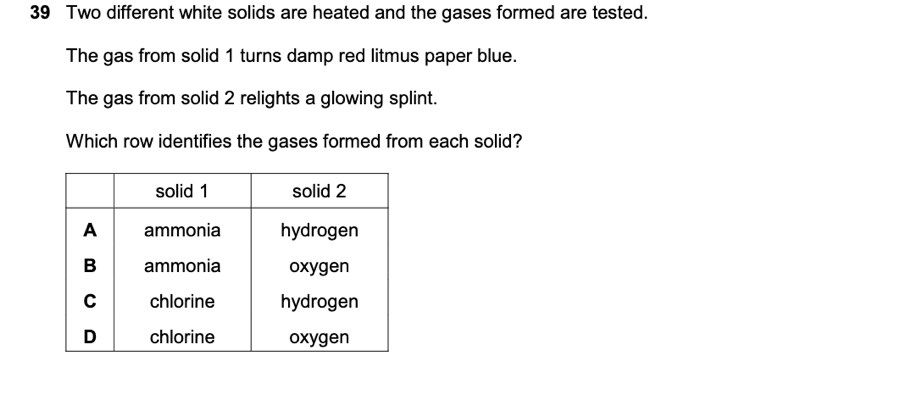 39 Two different white solids are heated and the gases formed are tested.
The gas from solid 1 turns damp red litmus paper blue.
The gas from solid 2 relights a glowing splint.
Which row identifies the gases formed from each solid?
solid 1 solid 2
A ammonia hydrogen
B ammonia oxygen
C chlorine hydrogen
D chlorine oxygen